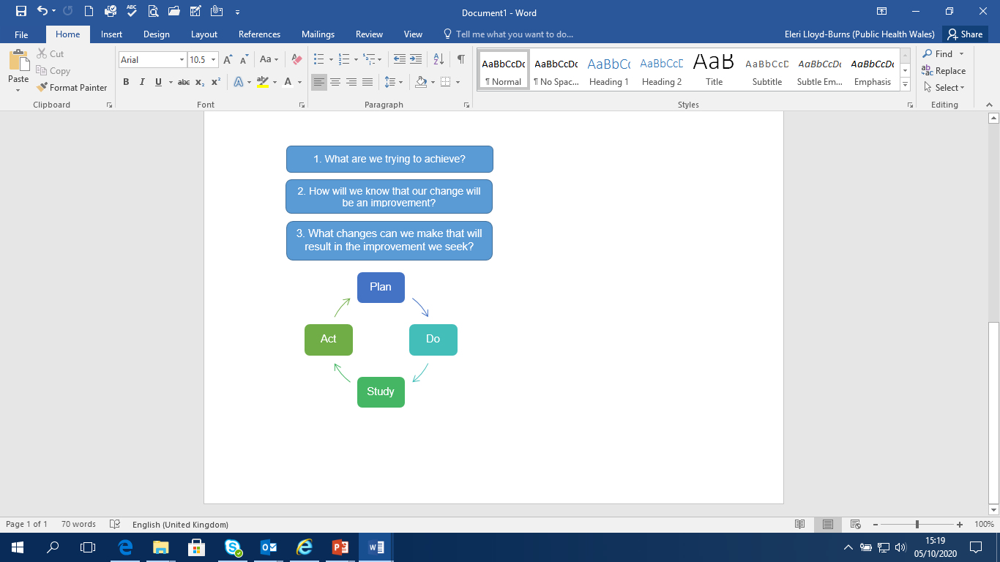 Document1 - Word
File Home Insert Design Layout References Mailings Review View Tell me what you want to do... Eleri Lloyd-Burns (Public Health Wales) Share
Paste
Cut
Copy
Format Painter
Clipboard
Arial 10.5
Font
Paragraph
AaBbCcDc AaBbCcDc AaBbCc AaBbCcD AaB AaBbCcD AaBbCcDc AaBbCcDc
¶ Normal ¶ No Spac... Heading 1 Heading 2 Title Subtitle Subtle Em... Emphasis
Styles
Find
Replace
Select
Editing
1. What are we trying to achieve?
2. How will we know that our change will
be an improvement?
3. What changes can we make that will
result in the improvement we seek?
Plan
Act
Do
Study
Page 1 of 1 70 words English (United Kingdom) 100%
15:19
05/10/2020